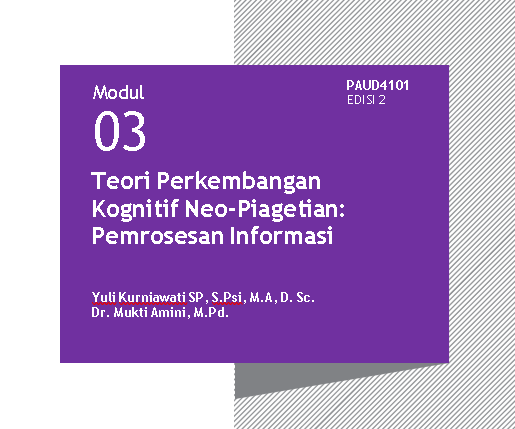 Modul
03
PAUD4101
EDISI 2
Teori Perkembangan
Kognitif Neo-Piagetian:
Pemrosesan Informasi
Yuli Kurniawati SP, S.Psi, M.A, D. Sc.
Dr. Mukti Amini, M.Pd.